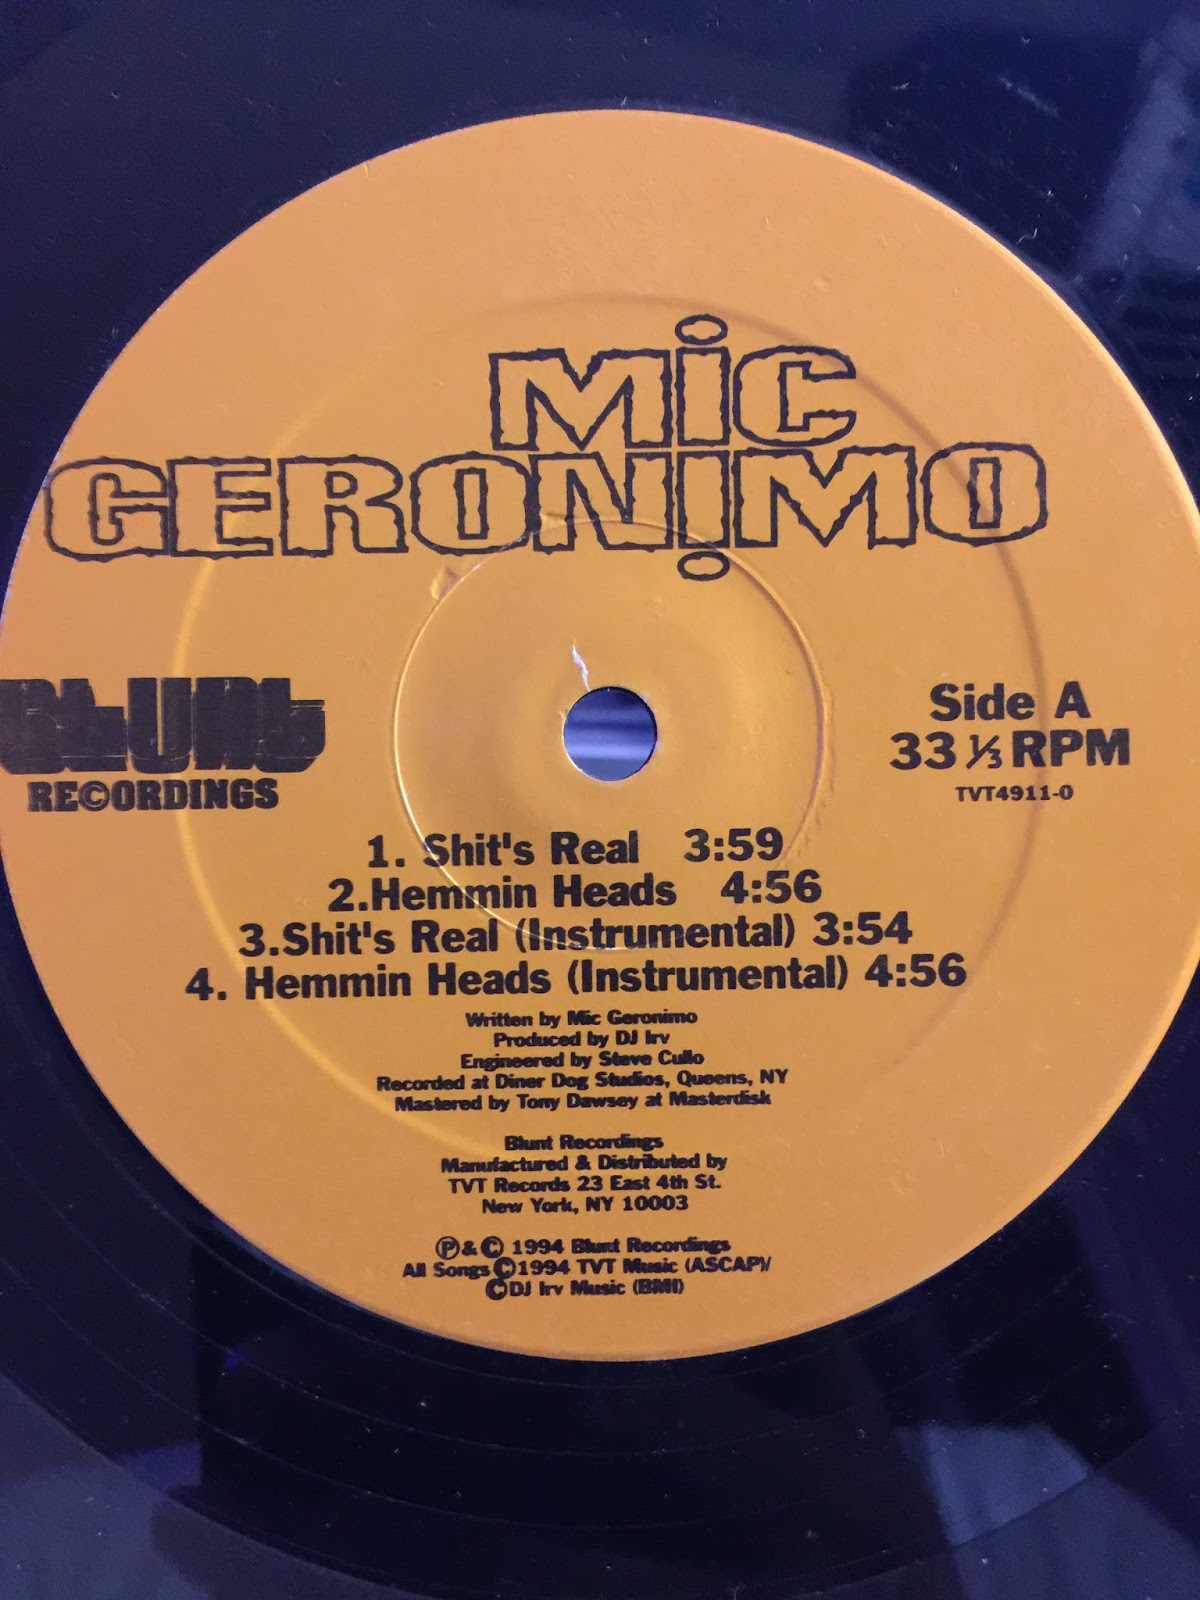 Mic
GERONiMO
BLUNT
RE©ORDINGS
Side A
33 ⅓ RPM
TVT4911-0
1. Shit's Real 3:59
2.Hemmin Heads 4:56
3.Shit's Real (Instrumental) 3:54
4. Hemmin Heads (Instrumental) 4:56
Written by Mic Geronimo
Produced by DJ Irv
Engineered by Steve Cullo
Recorded at Diner Dog Studios, Queens, NY
Mastered by Tony Dawsey at Masterdisk
Blunt Recordings
Manufactured & Distributed by
TVT Records 23 East 4th St.
New York, NY 10003
℗ & © 1994 Blunt Recordings
All Songs ©1994 TVT Music (ASCAP)/
©DJ Irv Music (BMI)